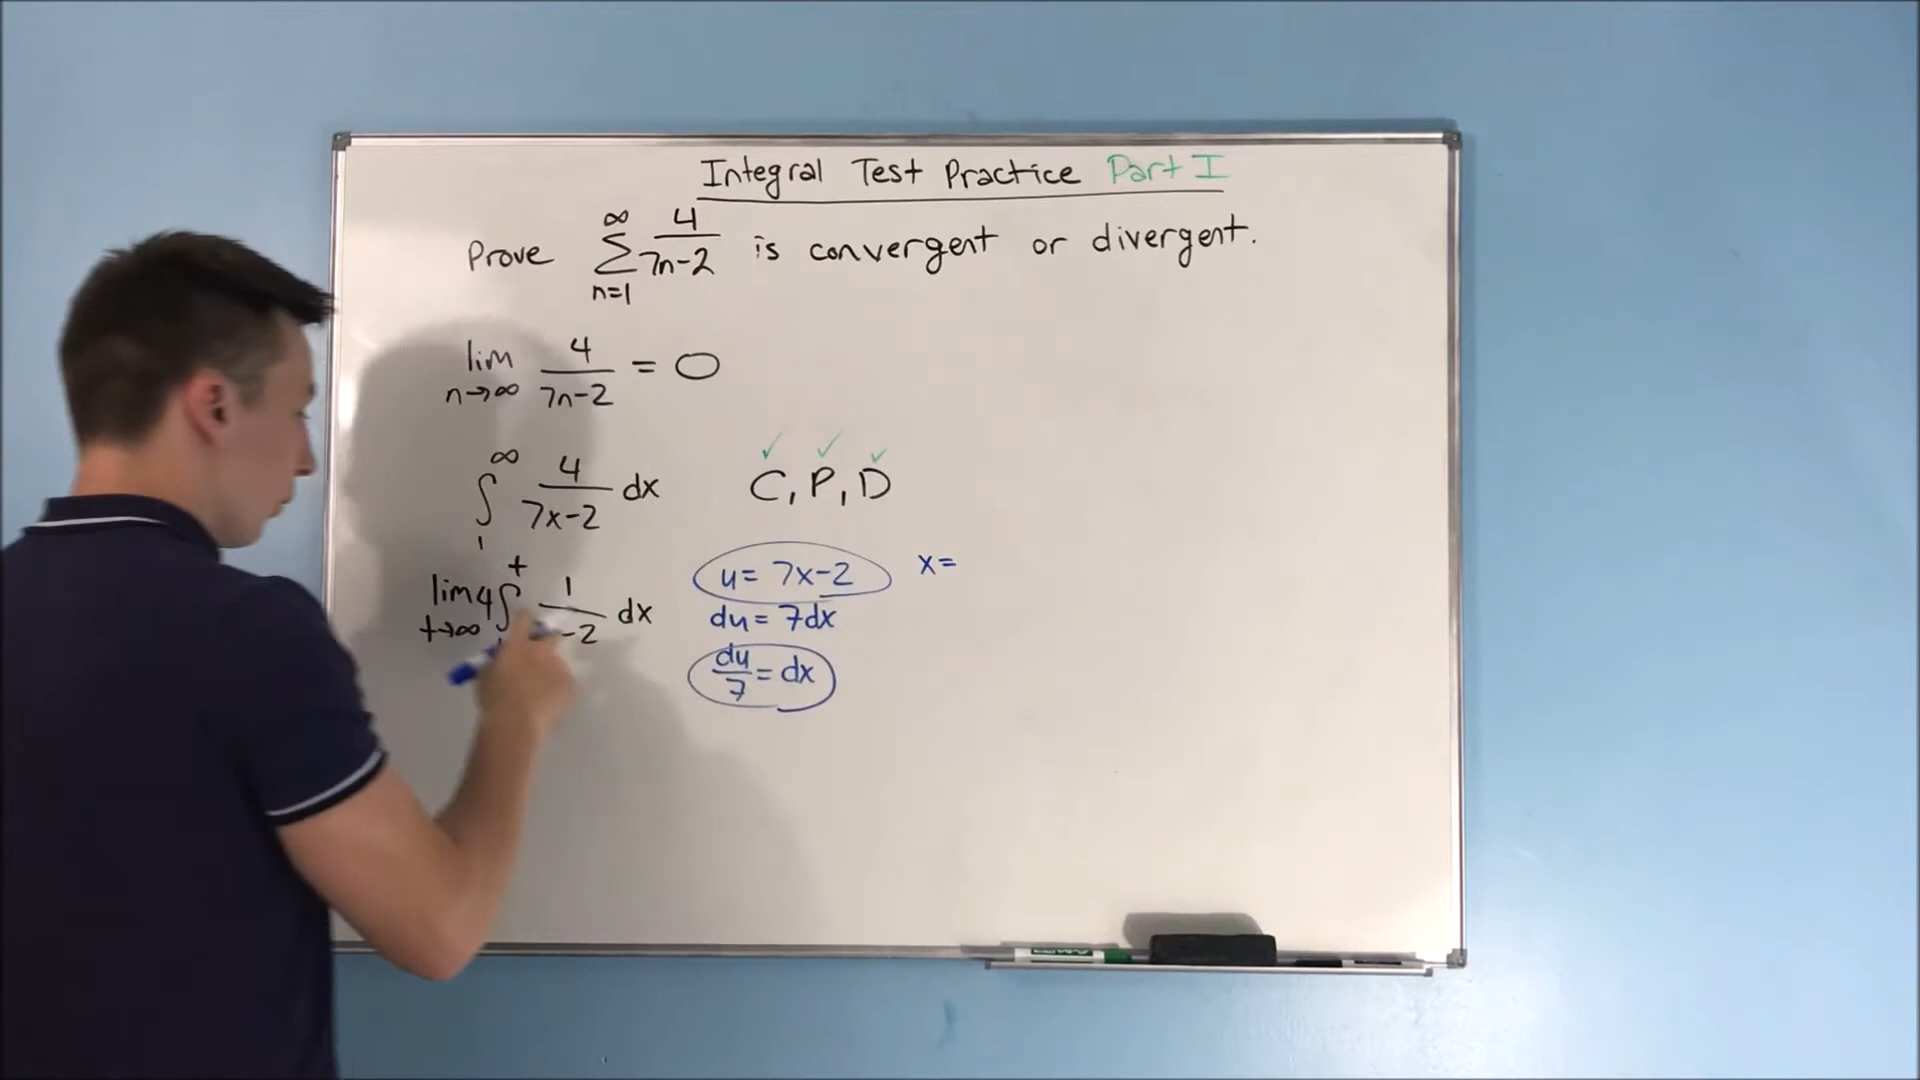 Integral Test Practice Part I
Prove ∞ Σ n=1 4/7n-2 is convergent or divergent.
lim n→∞ 4/7n-2 = 0
∫ 1 ∞ 4/7x-2 dx C, P, D
✓ ✓ ✓
lim t→∞ 4 ∫ t 1/-2 dx
u= 7x-2 x=
du= 7dx
du/7 = dx